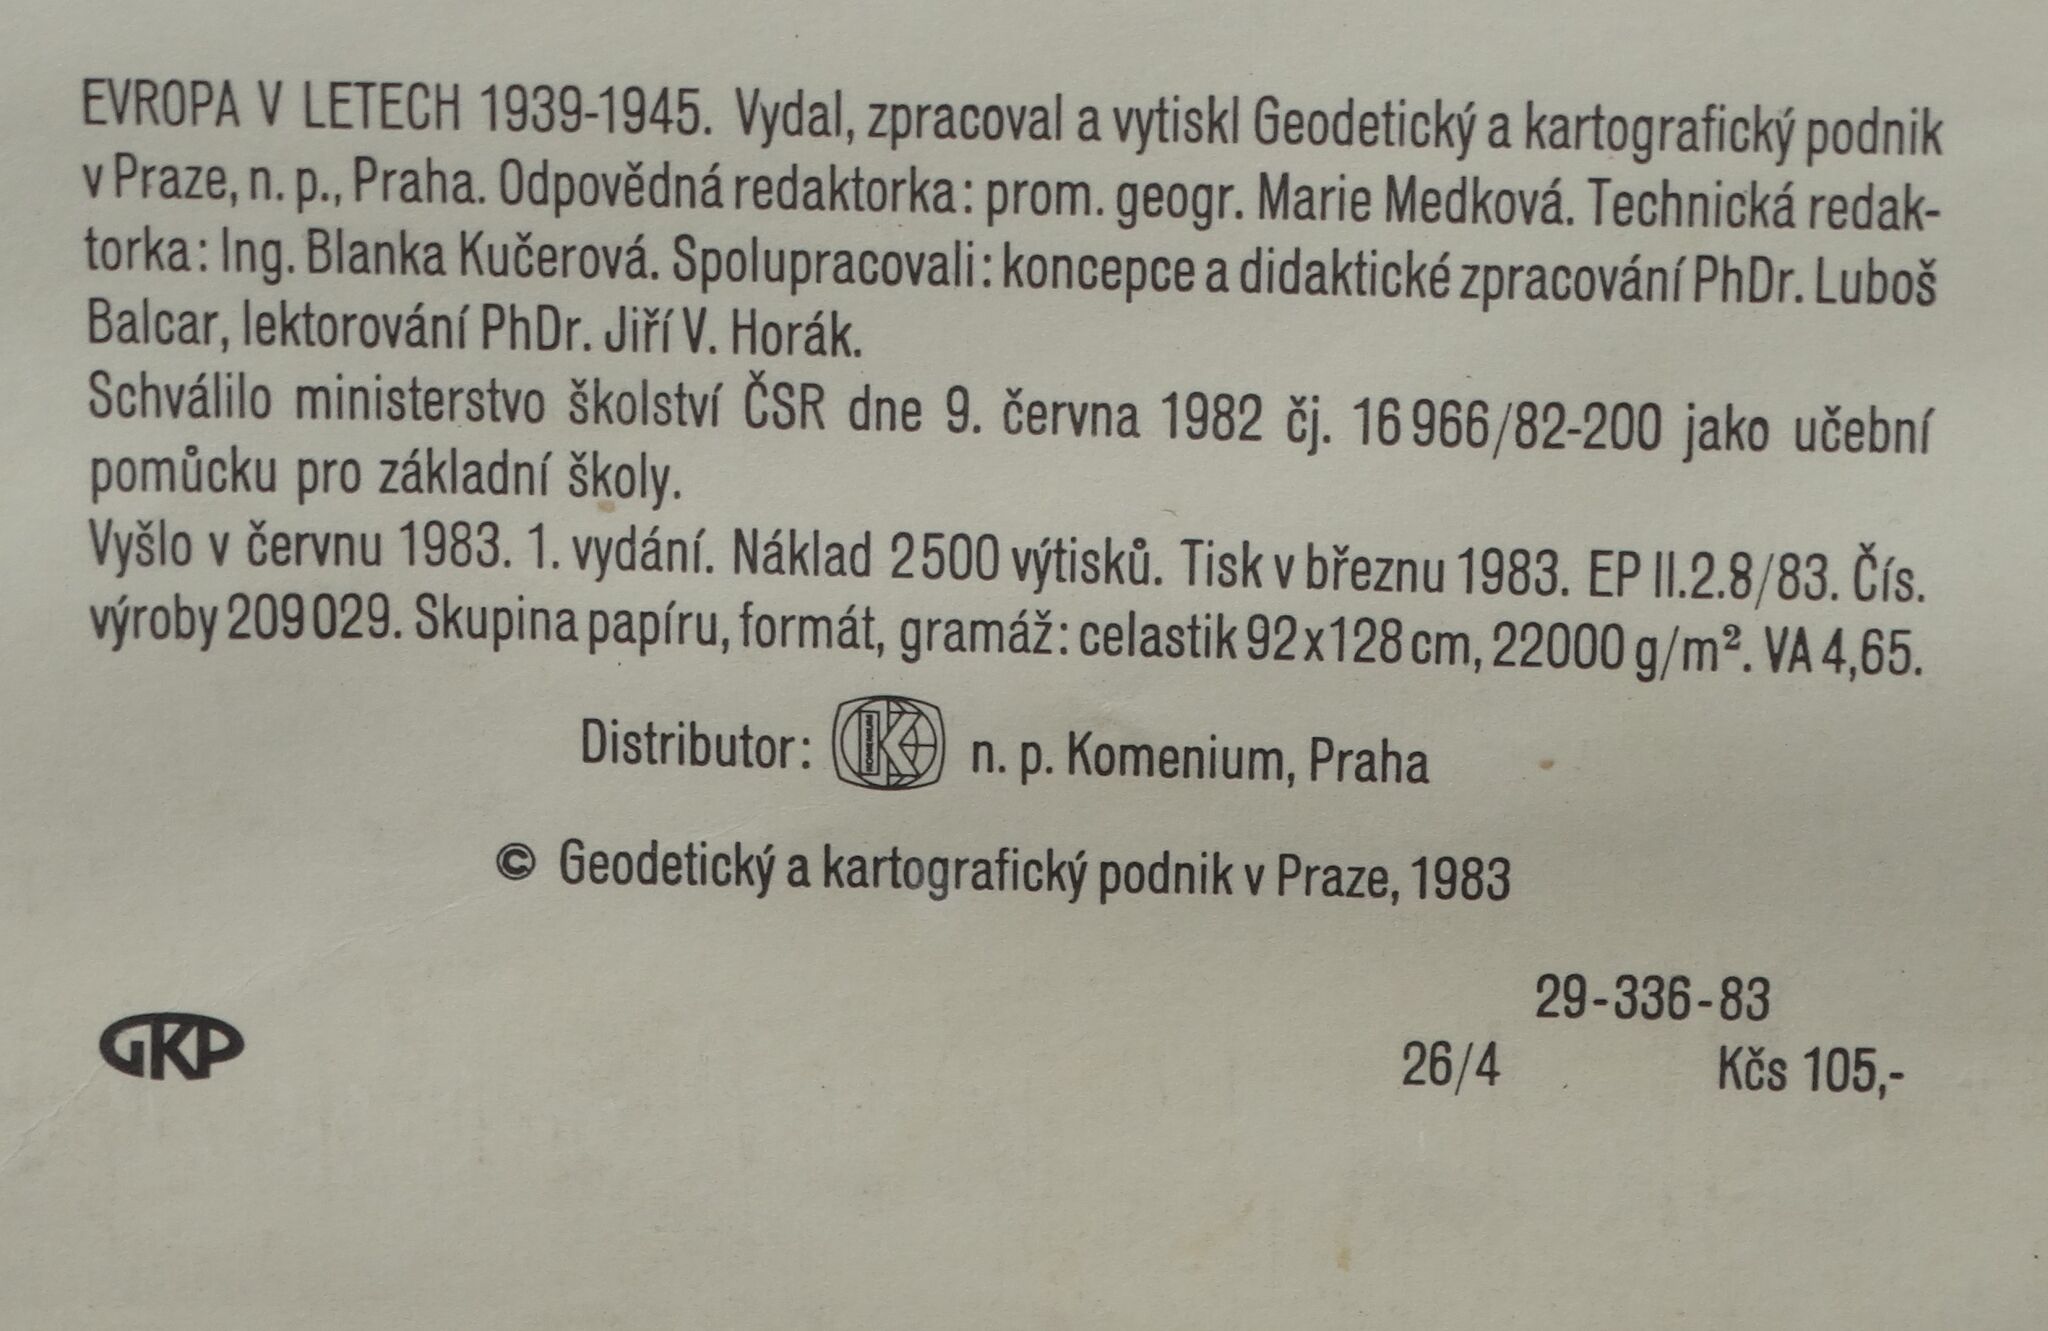 EVROPA V LETECH 1939-1945. Vydal, zpracoval a vytiskl Geodetický a kartografický podnik
v Praze, n. p., Praha. Odpovědná redaktorka: prom. geogr. Marie Medková. Technická redak-
torka: Ing. Blanka Kučerová. Spolupracovali: koncepce a didaktické zpracování PhDr. Luboš
Balcar, lektorování PhDr. Jiří V. Horák.
Schválilo ministerstvo školství ČSR dne 9. června 1982 čj. 16 966/82-200 jako učební
pomůcku pro základní školy.
Vyšlo v červnu 1983. 1. vydání. Náklad 2 500 výtisků. Tisk v březnu 1983. EP II.2.8/83. Čís.
výroby 209 029. Skupina papíru, formát, gramáž: celastik 92x128 cm, 22000 g/m². VA 4,65.
Distributor: KOMENIUM K n. p. Komenium, Praha
© Geodetický a kartografický podnik v Praze, 1983
29-336-83
GKP 26/4 Kčs 105,-